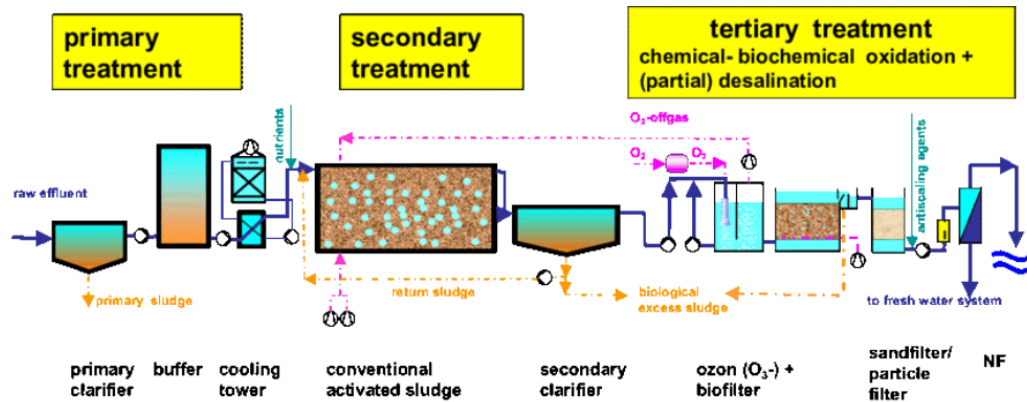 primary
treatment
secondary
treatment
tertiary treatment
chemical- biochemical oxidation +
(partial) desalination
O₂-offgas
nutrients
O₂
O₃
antiscaling agents
raw effluent
primary sludge
return sludge
biological
excess sludge
to fresh water system
primary
clarifier
buffer
cooling
tower
conventional
activated sludge
secondary
clarifier
ozon (O₃-) +
biofilter
sandfilter/
particle
filter
NF